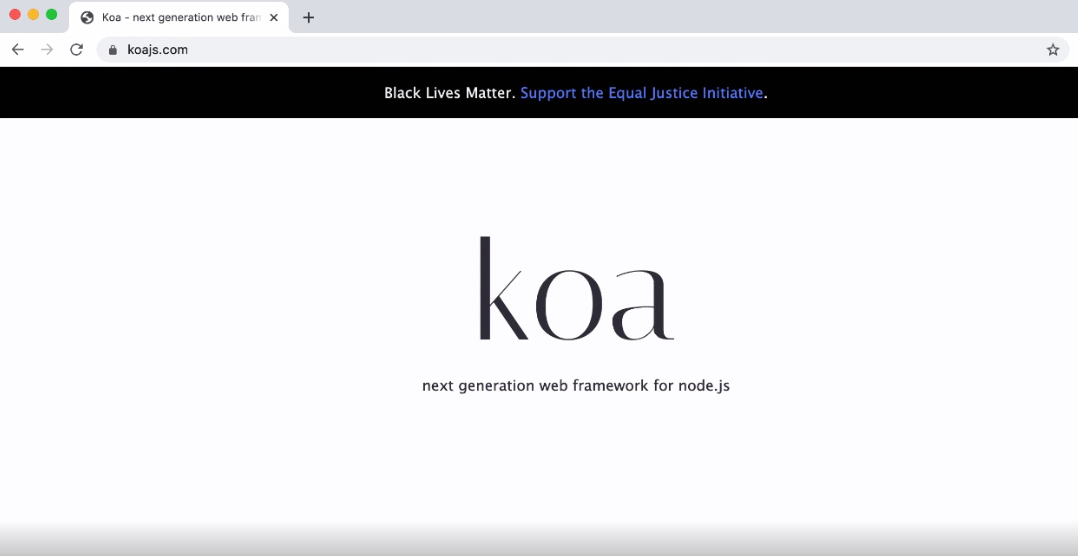 Koa - next generation web fran
koajs.com
Black Lives Matter. Support the Equal Justice Initiative.
koa
next generation web framework for node.js